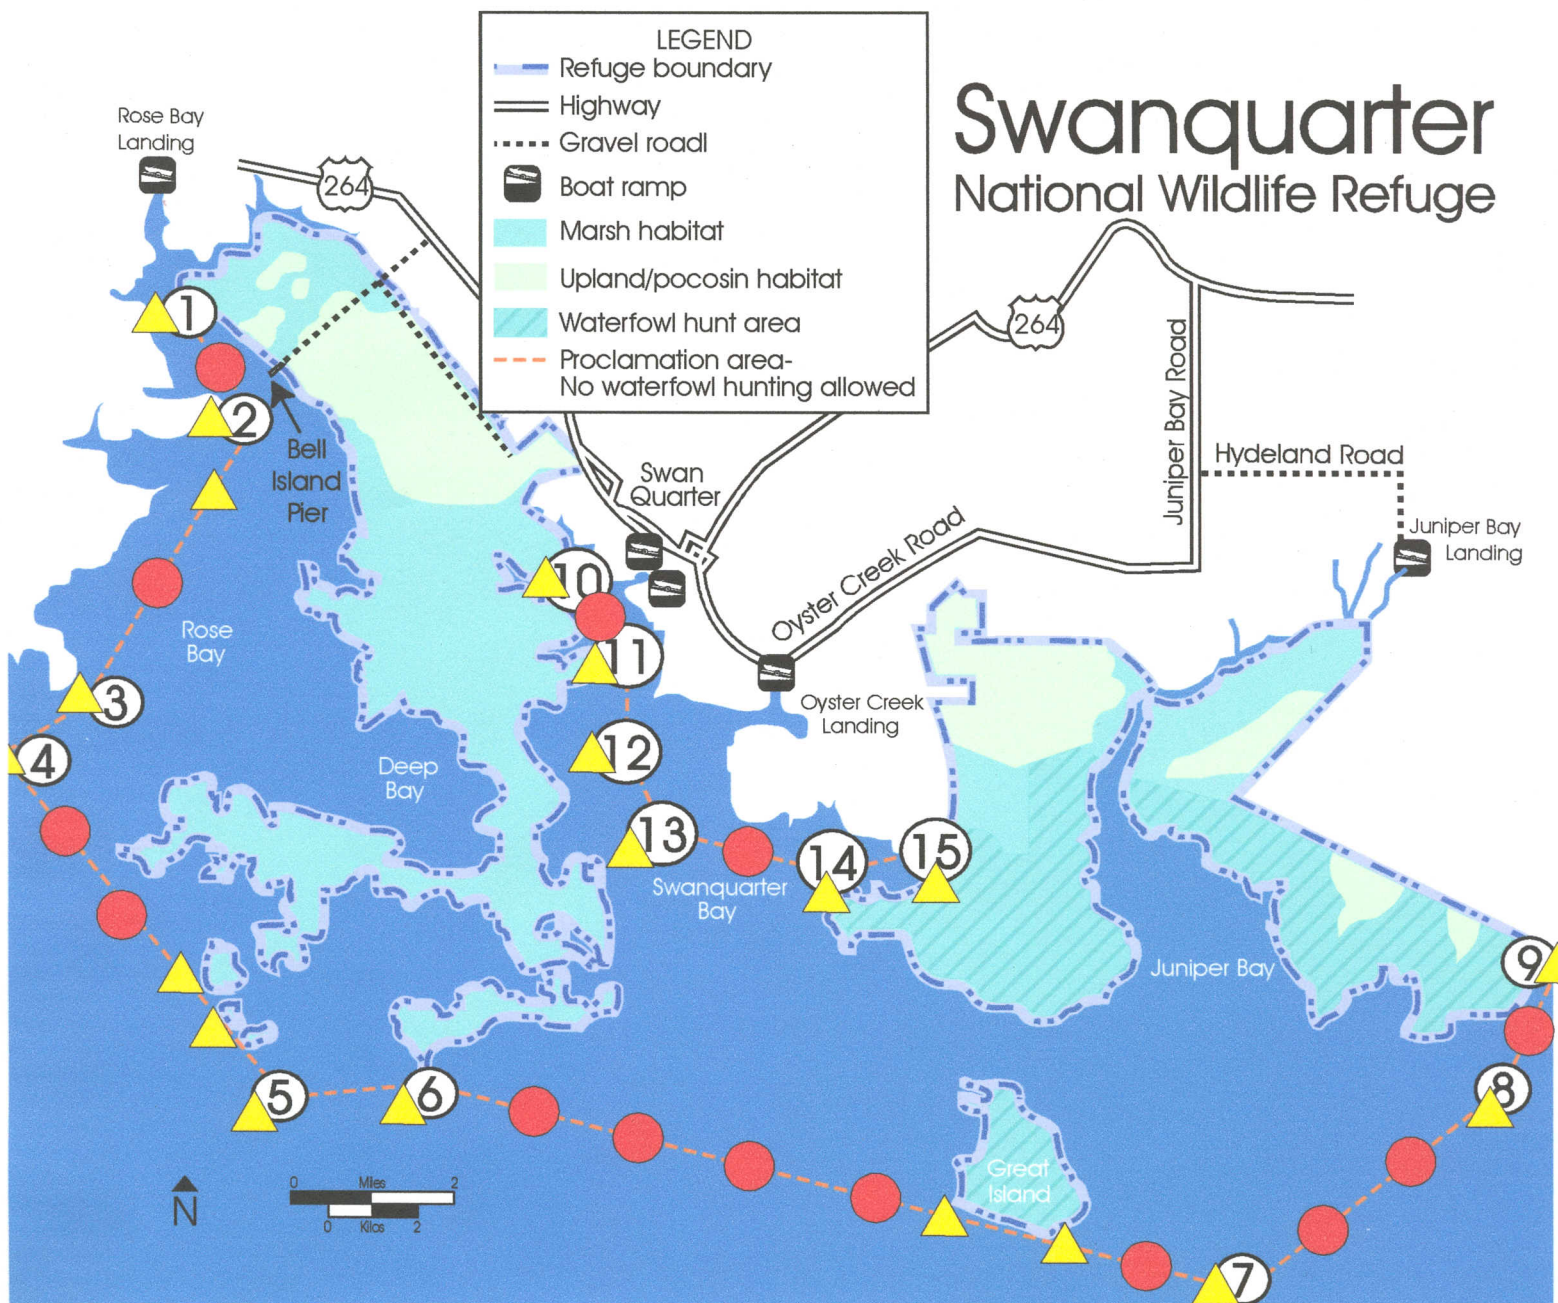 Swanquarter
National Wildlife Refuge
LEGEND
Refuge boundary
Highway
Gravel roadl
Boat ramp
Marsh habitat
Upland/pocosin habitat
Waterfowl hunt area
Proclamation area-
No waterfowl hunting allowed
Rose Bay
Landing
264
264
1
2
Bell
Island
Pier
Swan
Quarter
Juniper Bay Road
Hydeland Road
Juniper Bay
Landing
Oyster Creek Road
10
11
Rose
Bay
3
4
Oyster Creek
Landing
12
Deep
Bay
13
14
15
Swanquarter
Bay
Juniper Bay
9
5
6
8
Great
Island
7
N
0 Miles 2
0 Kilos 2